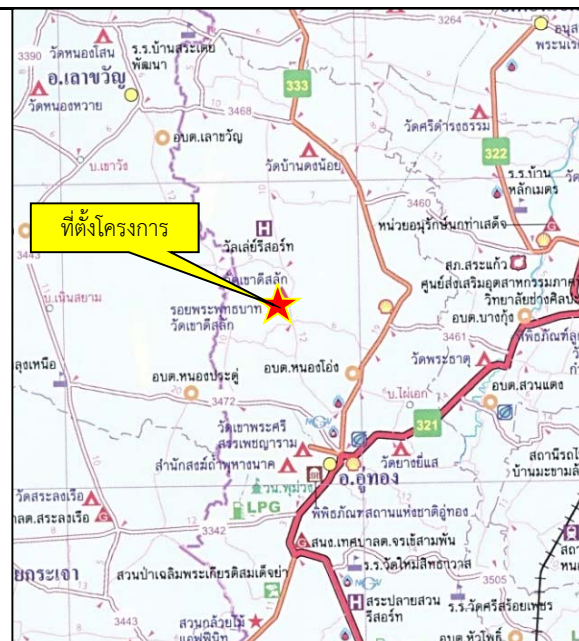 3264
3390
วัดหนองโสน
ร.ร.บ้านสระเตย
พัฒนา
อ.เลาขวัญ
วัดหนองหวาย
333
3468
อบต.เลาขวัญ
วัดศรีดำรงธรรม
322
บ.เขาวัง
วัดบ้านดงน้อย
ร.ร.บ้าน
หลักเมตร
3460
ที่ตั้งโครงการ
หน่วยอนุรักษ์นกท่าเสด็จ
3443
วัลเล่ย์รีสอร์ท
สภ.สระแก้ว
วัดเขาดีสลัก
ศูนย์ส่งเสริมอุตสาหกรรมภาคที่
บ.เนินสยาม
รอยพระพุทธบาท
วัดเขาดีสลัก
วิทยาลัยช่างศิลป
อบต.บางกุ้ง
3461
วัดพระธาตุ
อบต.หนองประดู่
อบต.หนองโอ่ง
3472
บ.ไผ่เอก
อบต.สวนแตง
321
วัดเขาพระศรี
สรรเพชญาราม
สำนักสงฆ์ถ้ำพุหางนาค
วัดยางยี่แส
บ้านมะขามล้
อ.อู่ทอง
วน.พุม่วง
LPG
วัดสระลงเรือ
พิพิธภัณฑสถานแห่งชาติอู่ทอง
3342
สนง.เทศบาลต.จรเข้สามพัน
สวนป่าเฉลิมพระเกียรติสมเด็จย่า
ร.ร.วัดใหม่สิทธาวาส
3505
สระปลายสวน
รีสอร์ท
ร.ร.วัดศรีสร้อยเพชร
3443
สวนกล้วยไม้
แอฟฟินิท
อบต.หัวโพธิ์